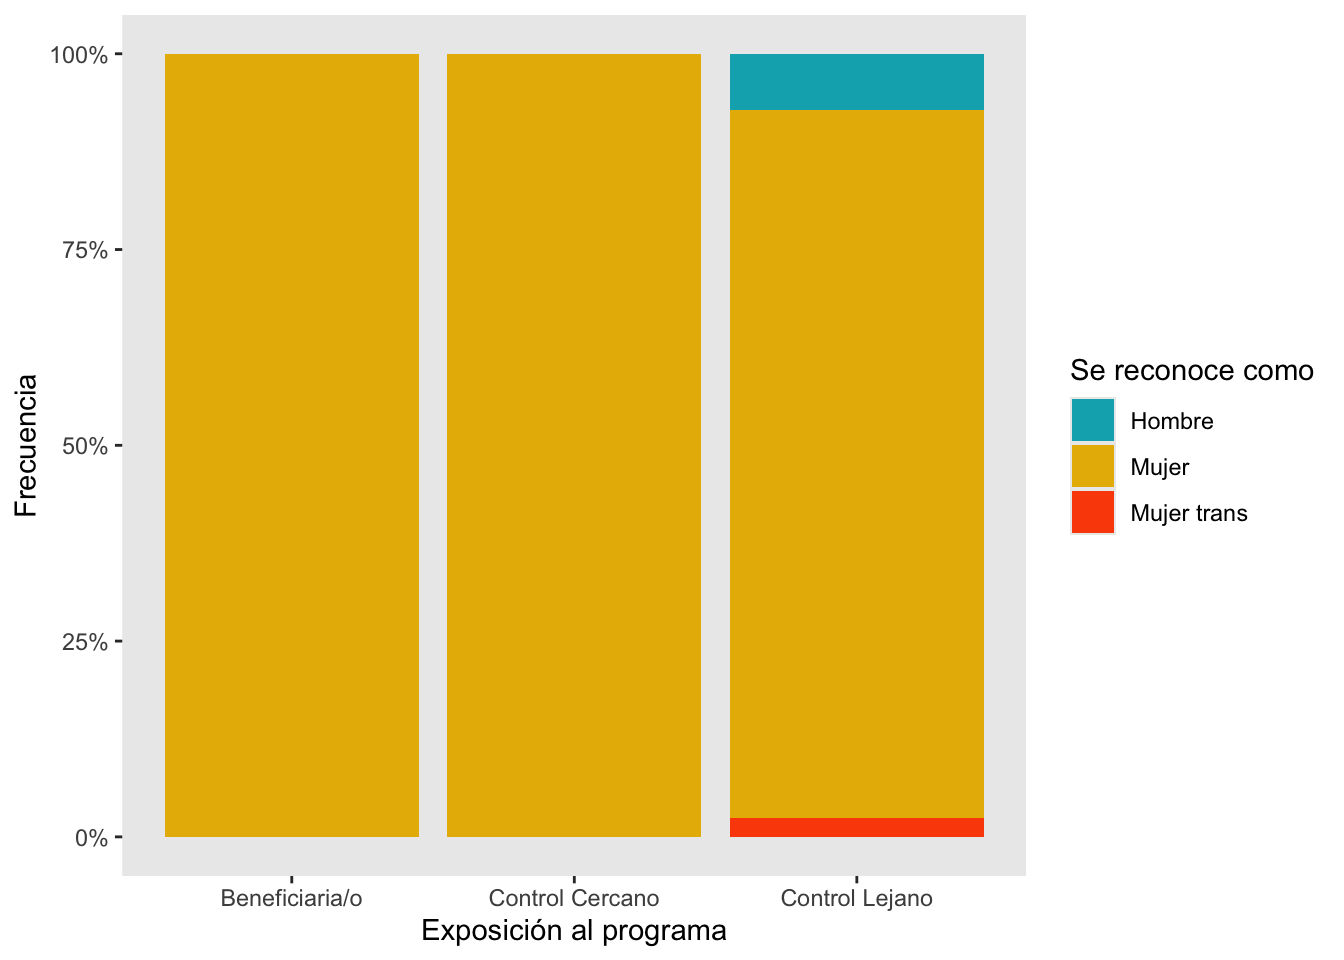 100%
75%
50%
25%
0%
Frecuencia
Beneficiaria/o
Control Cercano
Control Lejano
Exposición al programa
Se reconoce como
Hombre
Mujer
Mujer trans